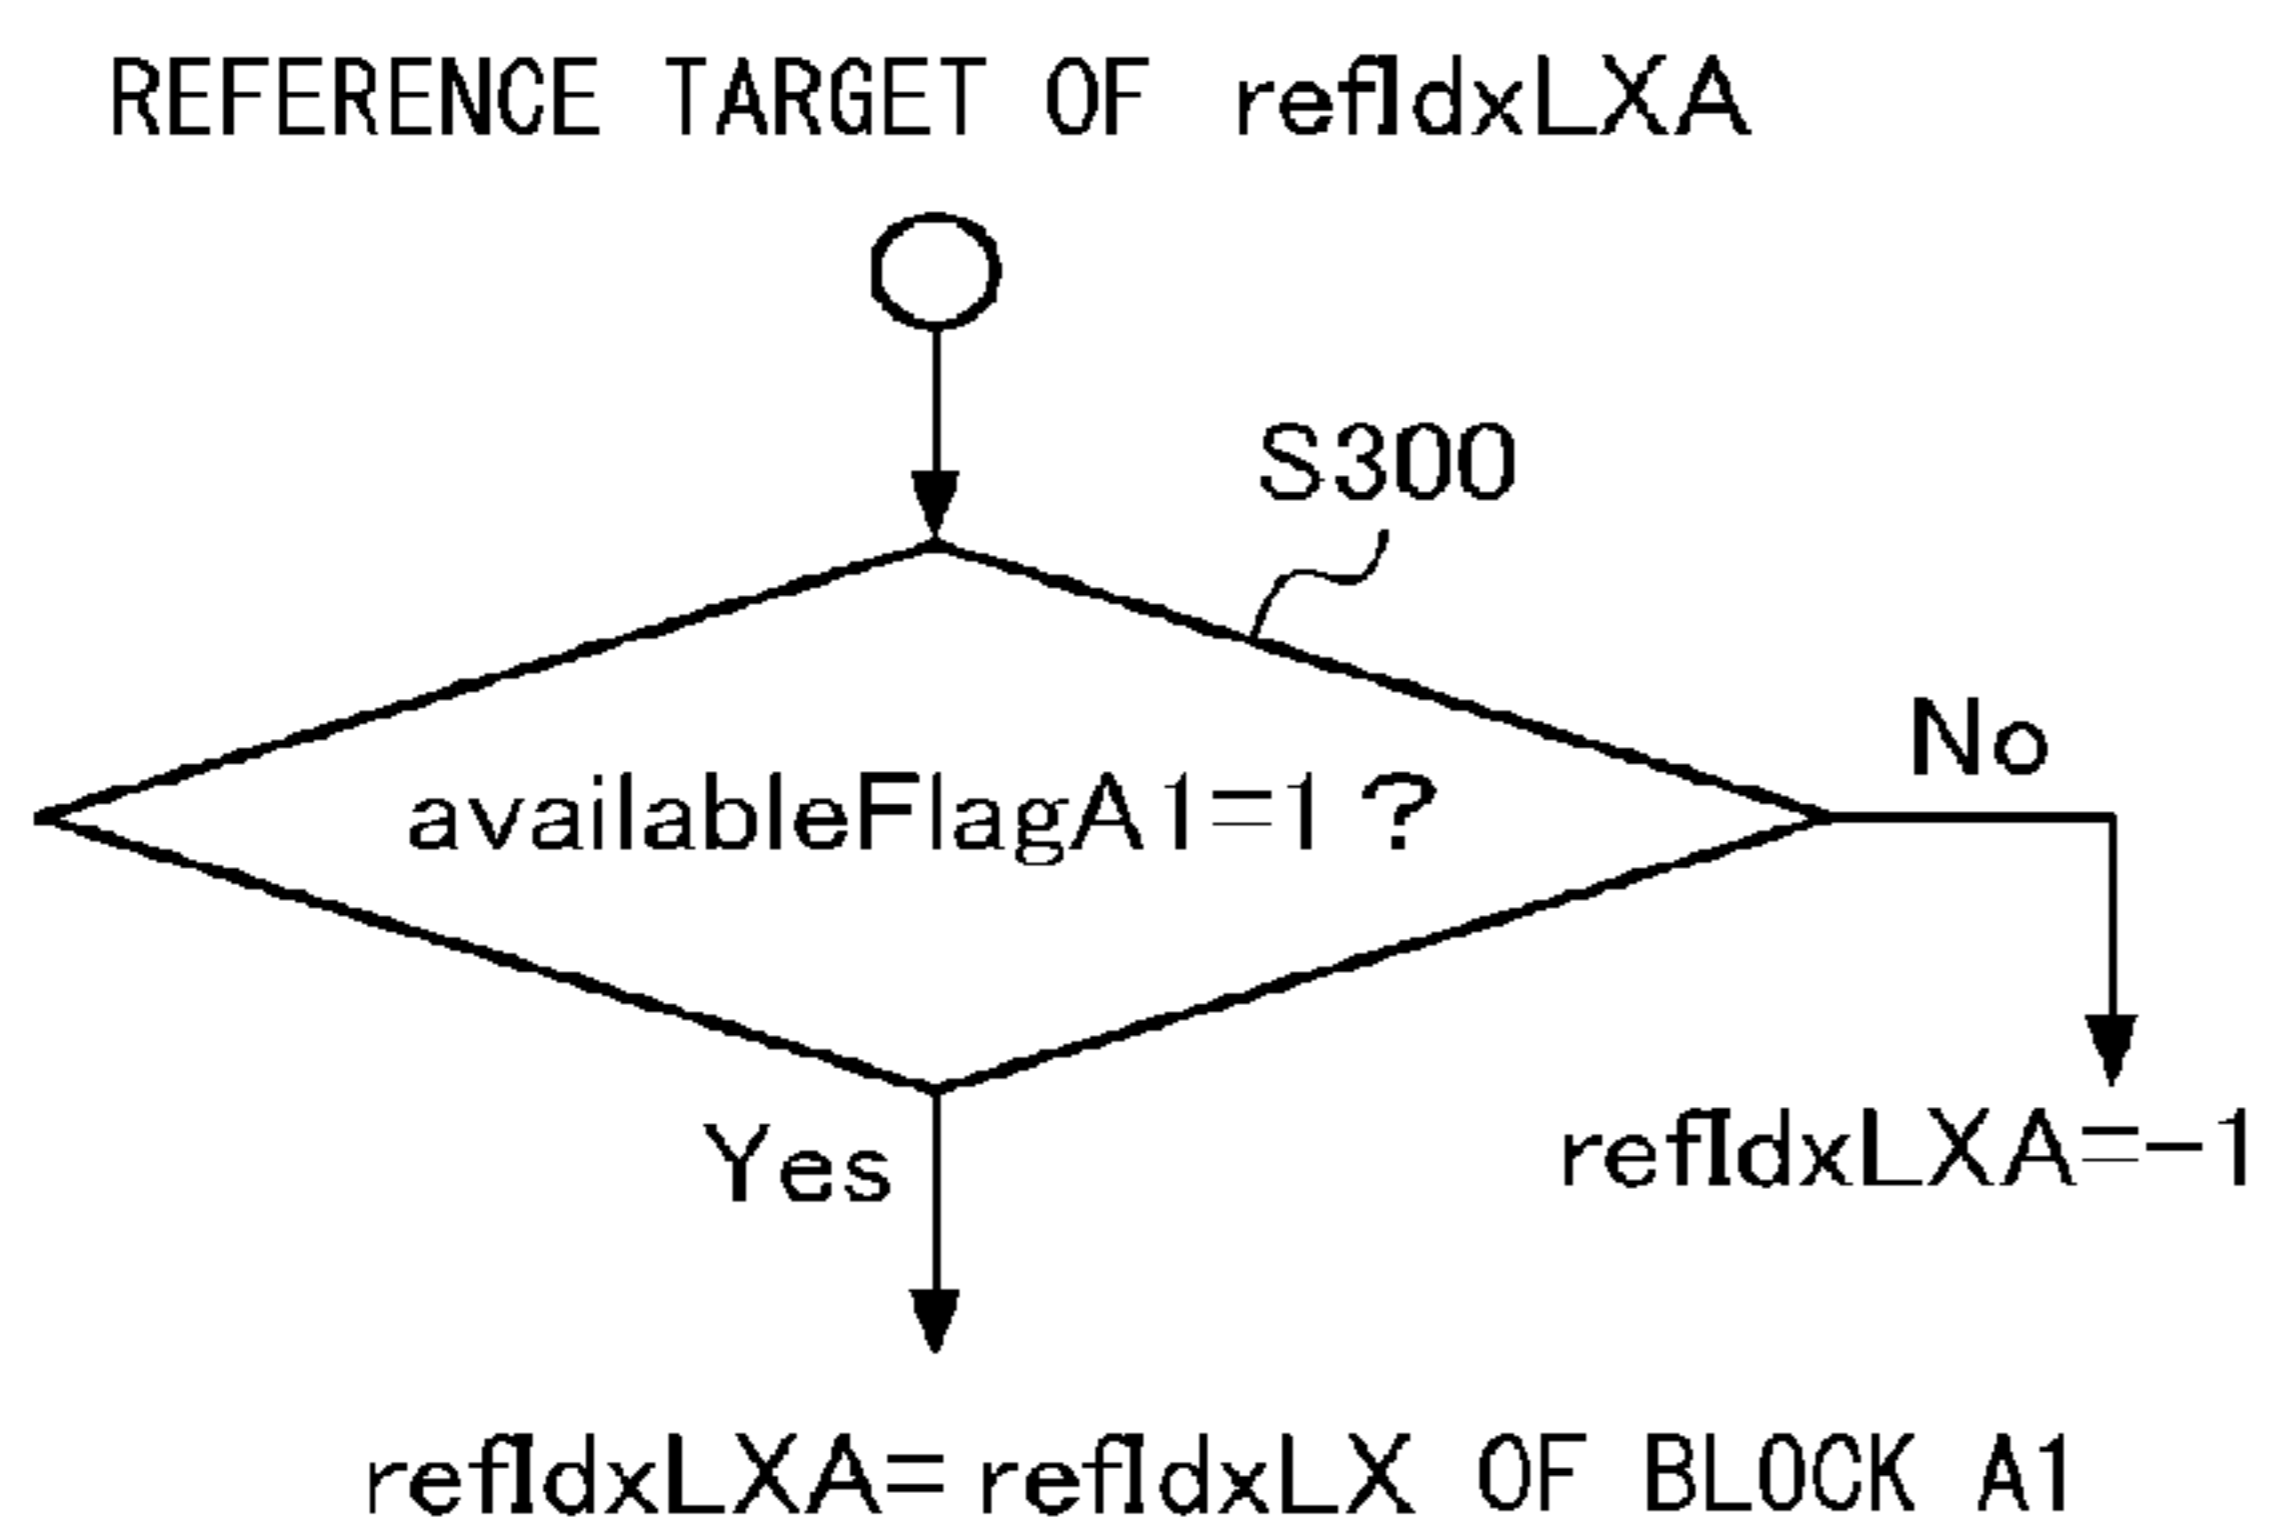 REFERENCE TARGET OF refIdxLXA
S300
availableFlagA1=1 ?
No
Yes
refIdxLXA=-1
refIdxLXA= refIdxLX OF BLOCK A1